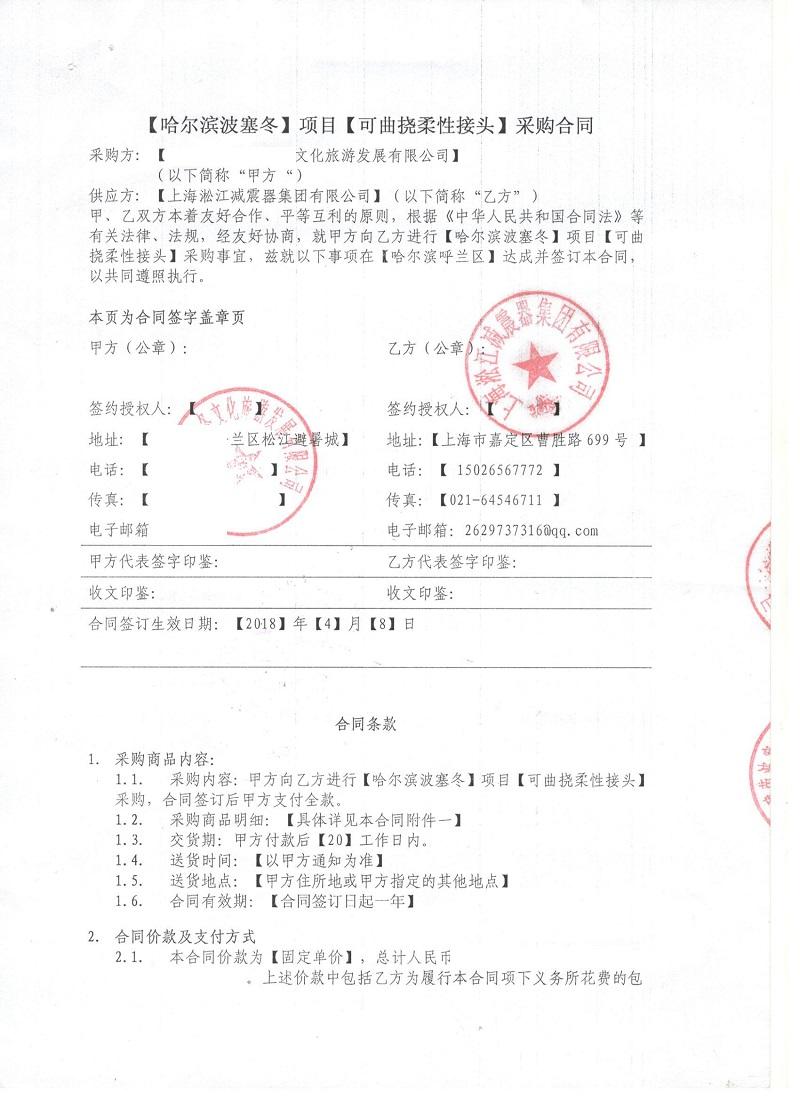 【哈尔滨波塞冬】项目【可曲挠柔性接头】采购合同
采购方：【 文化旅游发展有限公司】
（以下简称“甲方“）
供应方：【上海淞江减震器集团有限公司】（以下简称“乙方”）
甲、乙双方本着友好合作、平等互利的原则，根据《中华人民共和国合同法》等
有关法律、法规，经友好协商，就甲方向乙方进行【哈尔滨波塞冬】项目【可曲
挠柔性接头】采购事宜，兹就以下事项在【哈尔滨呼兰区】达成并签订本合同，
以共同遵照执行。
本页为合同签字盖章页
甲方（公章）： 乙方（公章）：
上海淞江减震器集团有限公司
签约授权人：【 】 签约授权人：【 】
文化旅游发展有限公司
地址：【 兰区松江避暑城】 地址：【上海市嘉定区曹胜路 699 号 】
电话：【 】 电话：【 15026567772 】
传真：【 】 传真：【021-64546711 】
电子邮箱 电子邮箱：2629737316@qq.com
甲方代表签字印鉴： 乙方代表签字印鉴：
收文印鉴： 收文印鉴：
合同签订生效日期：【2018】年【4】月【8】日
合同条款
1. 采购商品内容：
1.1. 采购内容：甲方向乙方进行【哈尔滨波塞冬】项目【可曲挠柔性接头】
采购，合同签订后甲方支付全款。
1.2. 采购商品明细：【具体详见本合同附件一】
1.3. 交货期：甲方付款后【20】工作日内。
1.4. 送货时间：【以甲方通知为准】
1.5. 送货地点：【甲方住所地或甲方指定的其他地点】
1.6. 合同有效期：【合同签订日起一年】
2. 合同价款及支付方式
2.1. 本合同价款为【固定单价】，总计人民币
。上述价款中包括乙方为履行本合同项下义务所花费的包